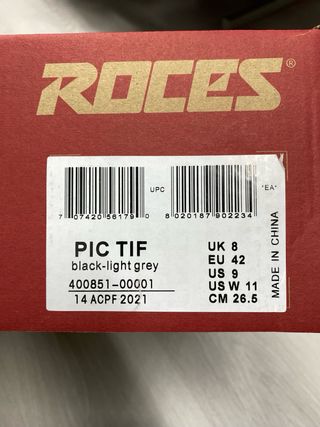 ROCES®
UPC
"EA"
7 07420 56179 0
8 020187 902234
PIC TIF
black-light grey
400851-00001
14 ACPF 2021
UK 8
EU 42
US 9
US W 11
CM 26.5
MADE IN CHINA